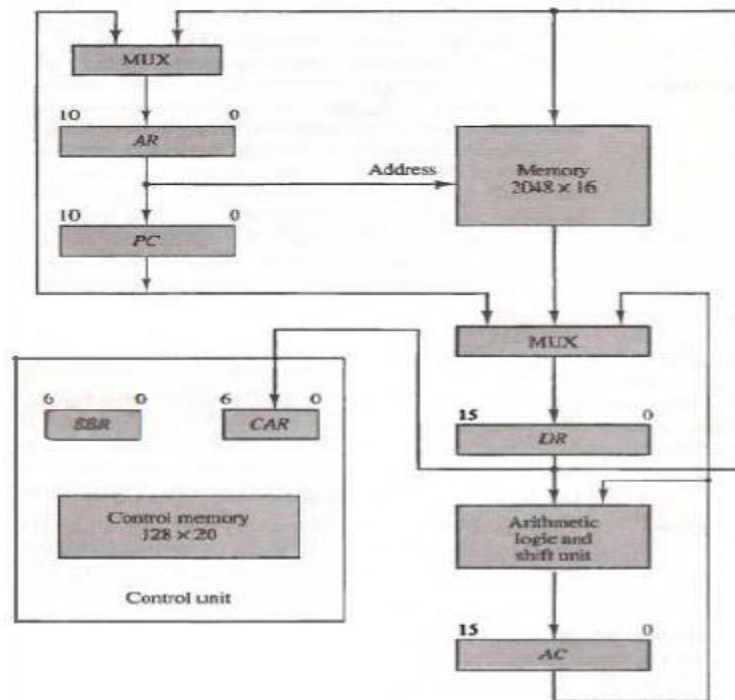 MUX
10 0
AR
Address
Memory
2048 × 16
10 0
PC
MUX
6 0
6 0
SBR
CAR
15 0
DR
Control memory
128 × 20
Arithmetic
logic and
shift unit
Control unit
15 0
AC